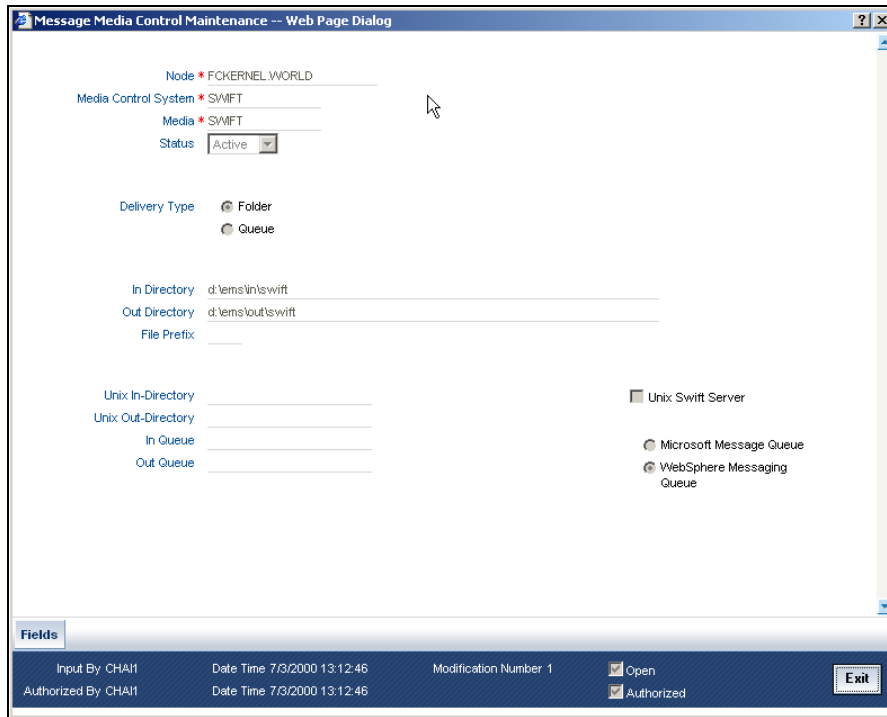 Message Media Control Maintenance -- Web Page Dialog
Node * FCKERNEL.WORLD
Media Control System * SWIFT
Media * SWIFT
Status Active
Delivery Type Folder
Queue
In Directory d:\ems\in\swift
Out Directory d:\ems\out\swift
File Prefix
Unix In-Directory Unix Swift Server
Unix Out-Directory
In Queue Microsoft Message Queue
Out Queue WebSphere Messaging Queue
Fields
Input By CHAI1 Date Time 7/3/2000 13:12:46 Modification Number 1 Open
Authorized By CHAI1 Date Time 7/3/2000 13:12:46 Authorized
Exit